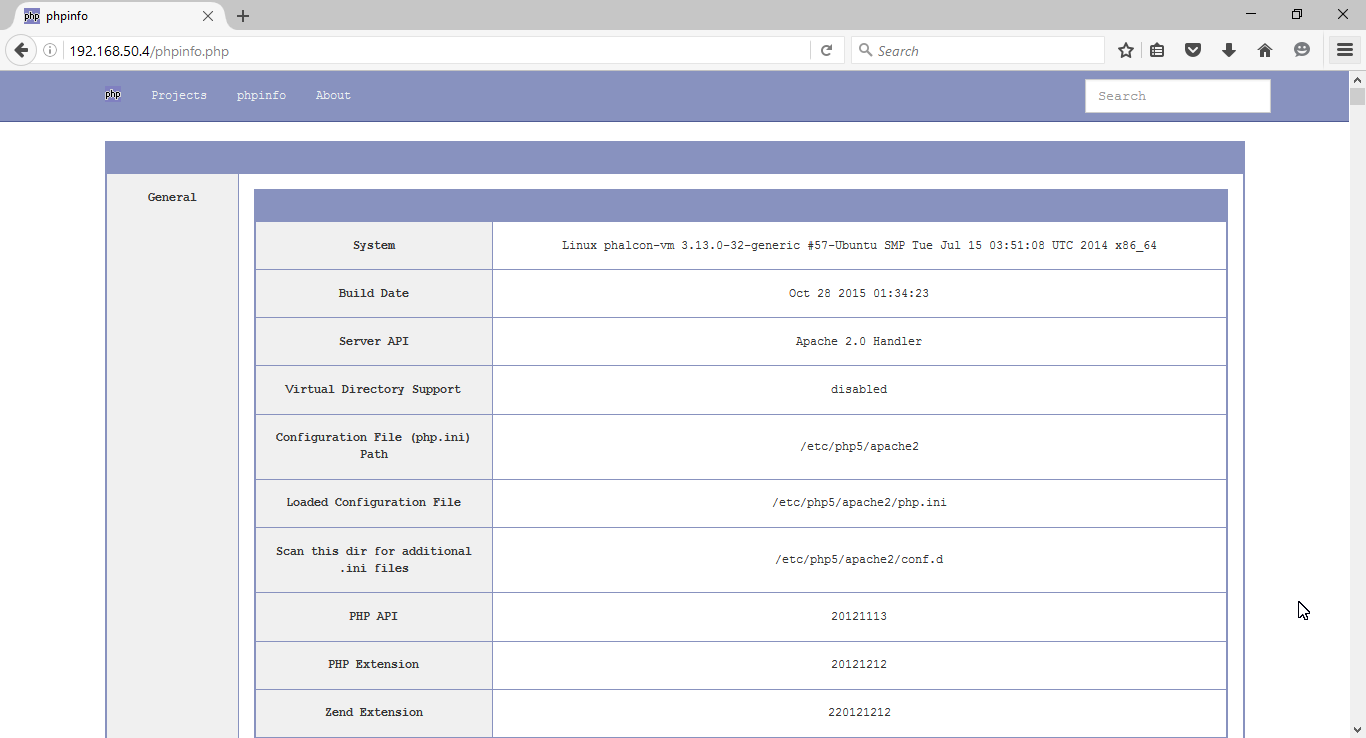 php phpinfo
192.168.50.4/phpinfo.php Search
php Projects phpinfo About Search
General
System Linux phalcon-vm 3.13.0-32-generic #57-Ubuntu SMP Tue Jul 15 03:51:08 UTC 2014 x86_64
Build Date Oct 28 2015 01:34:23
Server API Apache 2.0 Handler
Virtual Directory Support disabled
Configuration File (php.ini)
Path /etc/php5/apache2
Loaded Configuration File /etc/php5/apache2/php.ini
Scan this dir for additional
.ini files /etc/php5/apache2/conf.d
PHP API 20121113
PHP Extension 20121212
Zend Extension 220121212